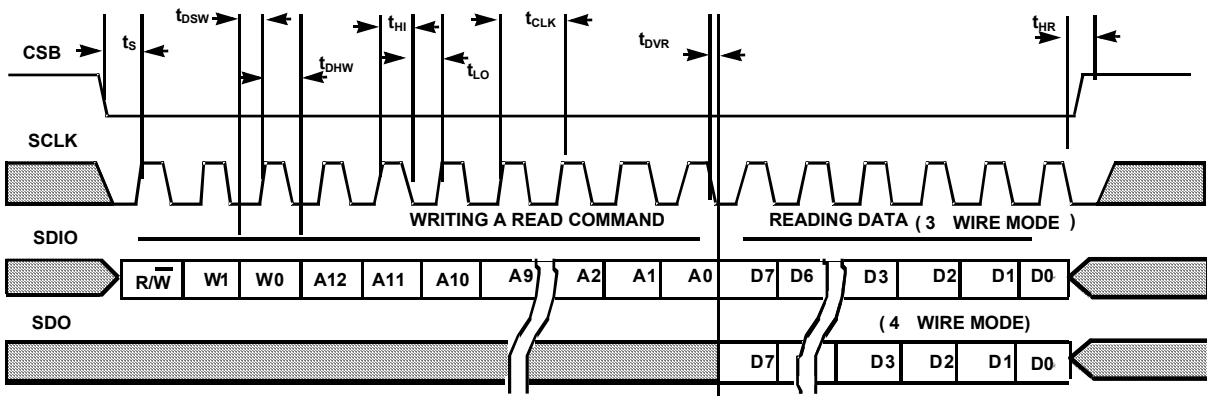 tDSW tHI tCLK tHR
CSB tS tDHW tLO tDVR
SCLK
WRITING A READ COMMAND READING DATA ( 3 WIRE MODE )
SDIO
R/W̅ W1 W0 A12 A11 A10 A9 A2 A1 A0 D7 D6 D3 D2 D1 D0
SDO ( 4 WIRE MODE)
D7 D3 D2 D1 D0